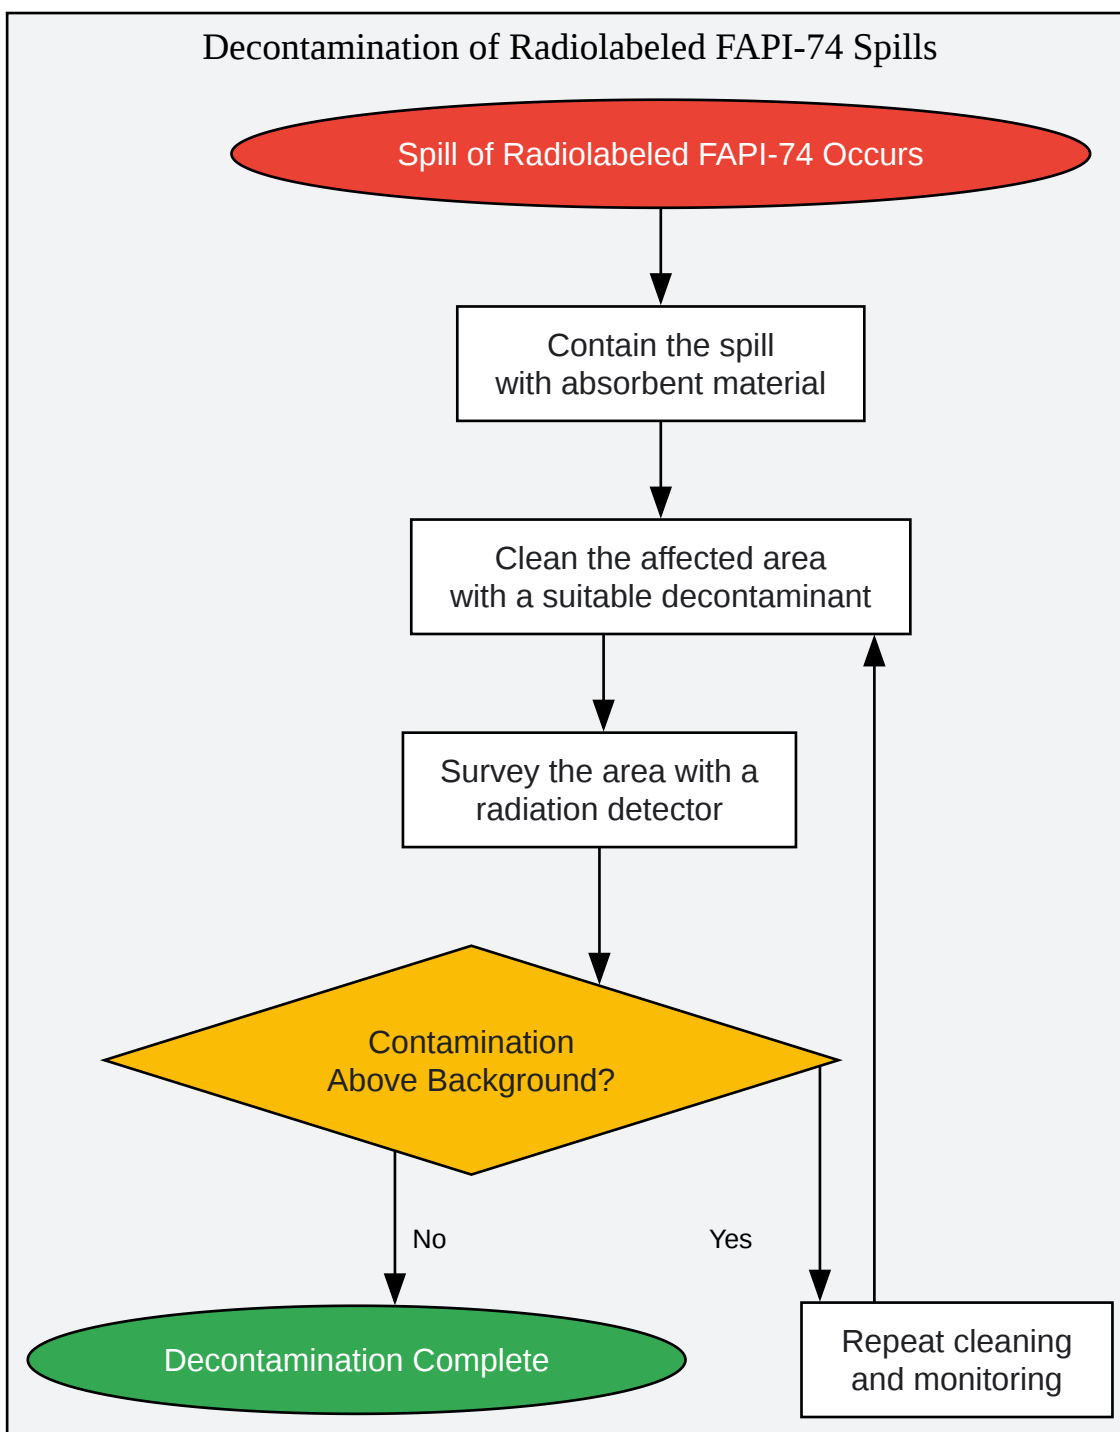 Decontamination of Radiolabeled FAPI-74 Spills
Spill of Radiolabeled FAPI-74 Occurs
Contain the spill
with absorbent material
Clean the affected area
with a suitable decontaminant
Survey the area with a
radiation detector
Contamination
Above Background?
No
Yes
Decontamination Complete
Repeat cleaning
and monitoring